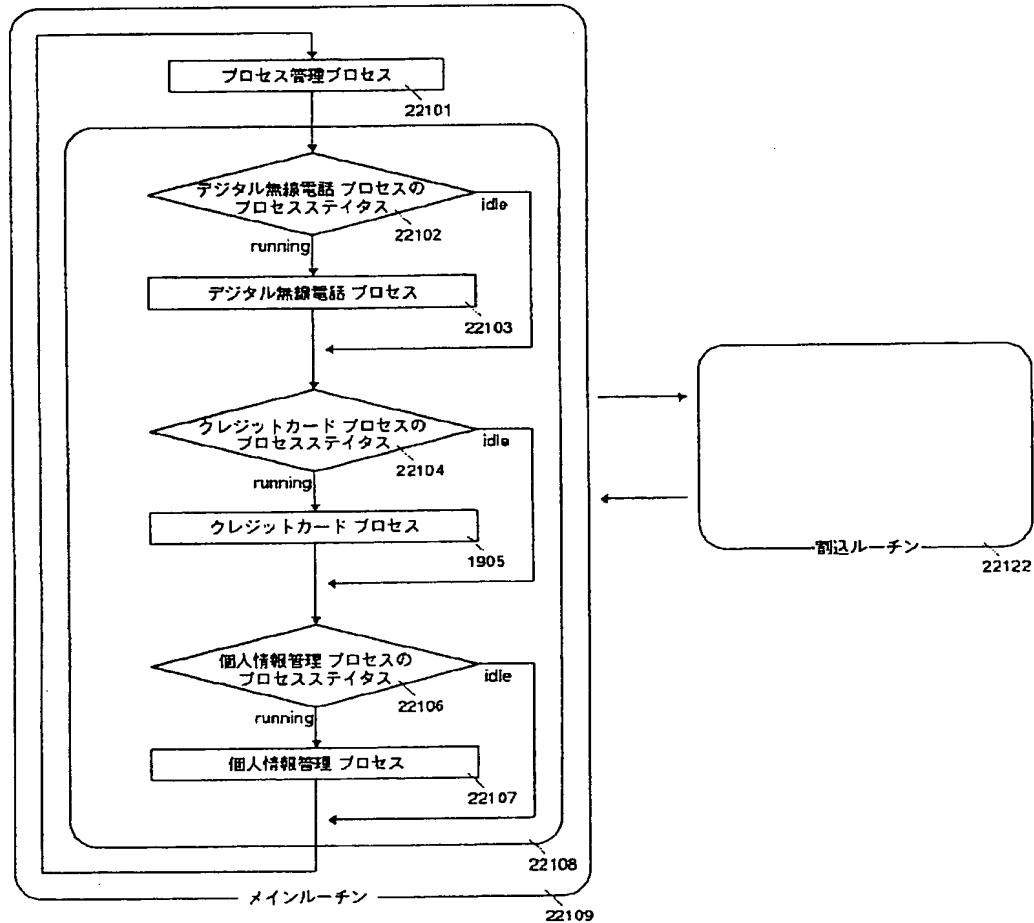 プロセス管理プロセス
22101
デジタル無線電話 プロセスの
プロセスステイタス
22102
idle
running
デジタル無線電話 プロセス
22103
クレジットカード プロセスの
プロセスステイタス
22104
idle
running
クレジットカード プロセス
1905
個人情報管理 プロセスの
プロセスステイタス
22106
idle
running
個人情報管理 プロセス
22107
22108
メインルーチン
22109
割込ルーチン
22122